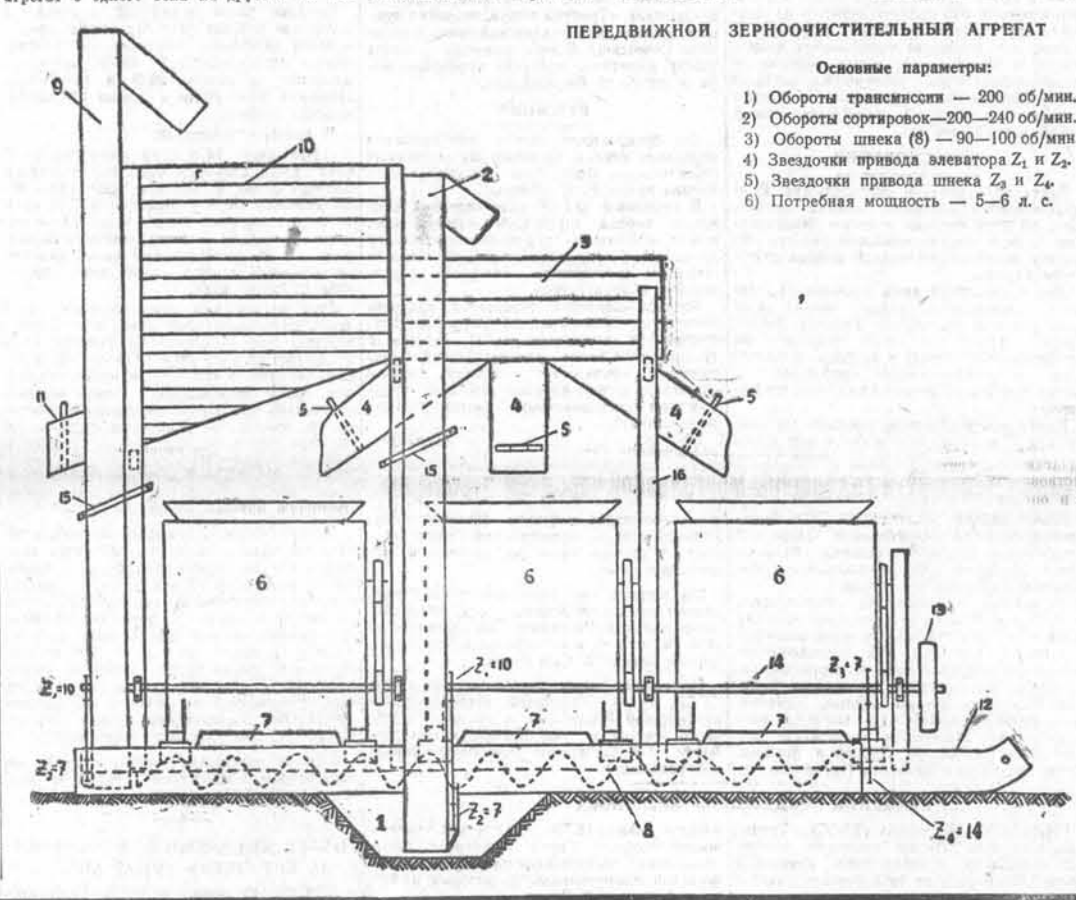 ПЕРЕДВИЖНОЙ ЗЕРНООЧИСТИТЕЛЬНЫЙ АГРЕГАТ
Основные параметры:
1) Обороты трансмиссии — 200 об/мин.
2) Обороты сортировок—200—240 об/мин.
3) Обороты шнека (8) — 90—100 об/мин
4) Звездочки привода элеватора Z₁ и Z₂.
5) Звездочки привода шнека Z₃ и Z₄.
6) Потребная мощность — 5—6 л. с.
9
10
2
3
11
5
4
4
5
4
5
15
15
16
6
6
6
13
Z₁=10
Z₁=10
14
Z₃=7
7
7
7
12
Z₂=7
1
Z₂=7
8
Z₄=14